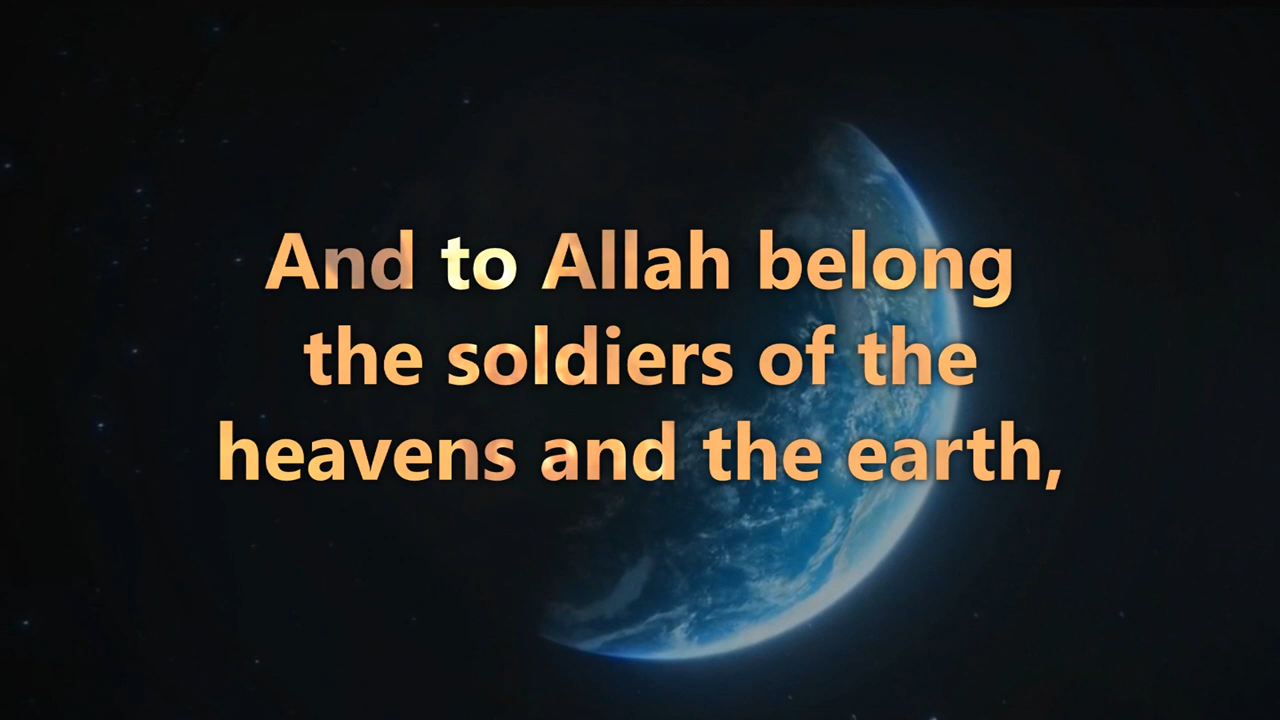 And to Allah belong
the soldiers of the
heavens and the earth,